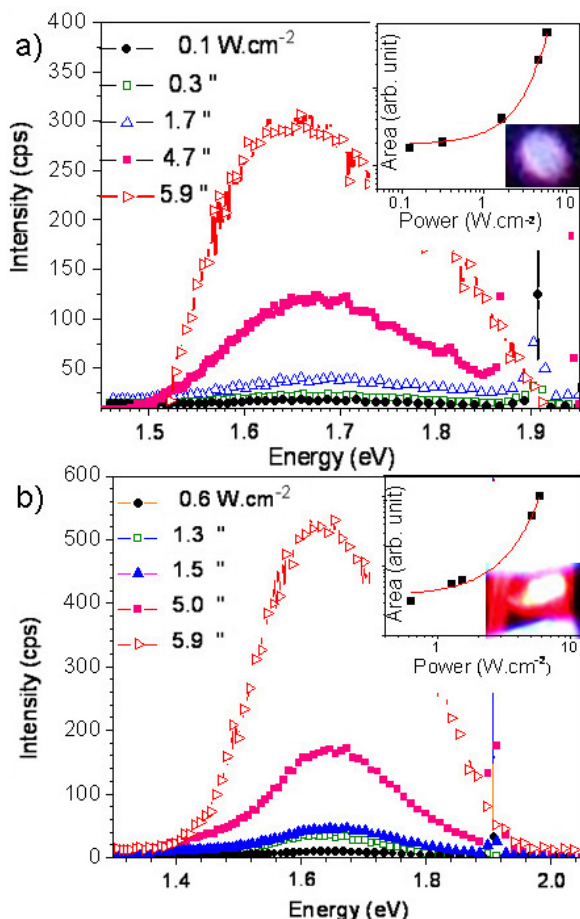 a)
400
350
300
250
200
150
100
50
Intensity (cps)
0.1 W.cm-2
0.3 "
1.7 "
4.7 "
5.9 "
Area (arb. unit)
0.1 1 10
Power (W.cm-2)
1.5 1.6 1.7 1.8 1.9
Energy (eV)
b)
600
500
400
300
200
100
0
Intensity (cps)
0.6 W.cm-2
1.3 "
1.5 "
5.0 "
5.9 "
Area (arb. unit)
1 10
Power (W.cm-2)
1.4 1.6 1.8 2.0
Energy (eV)